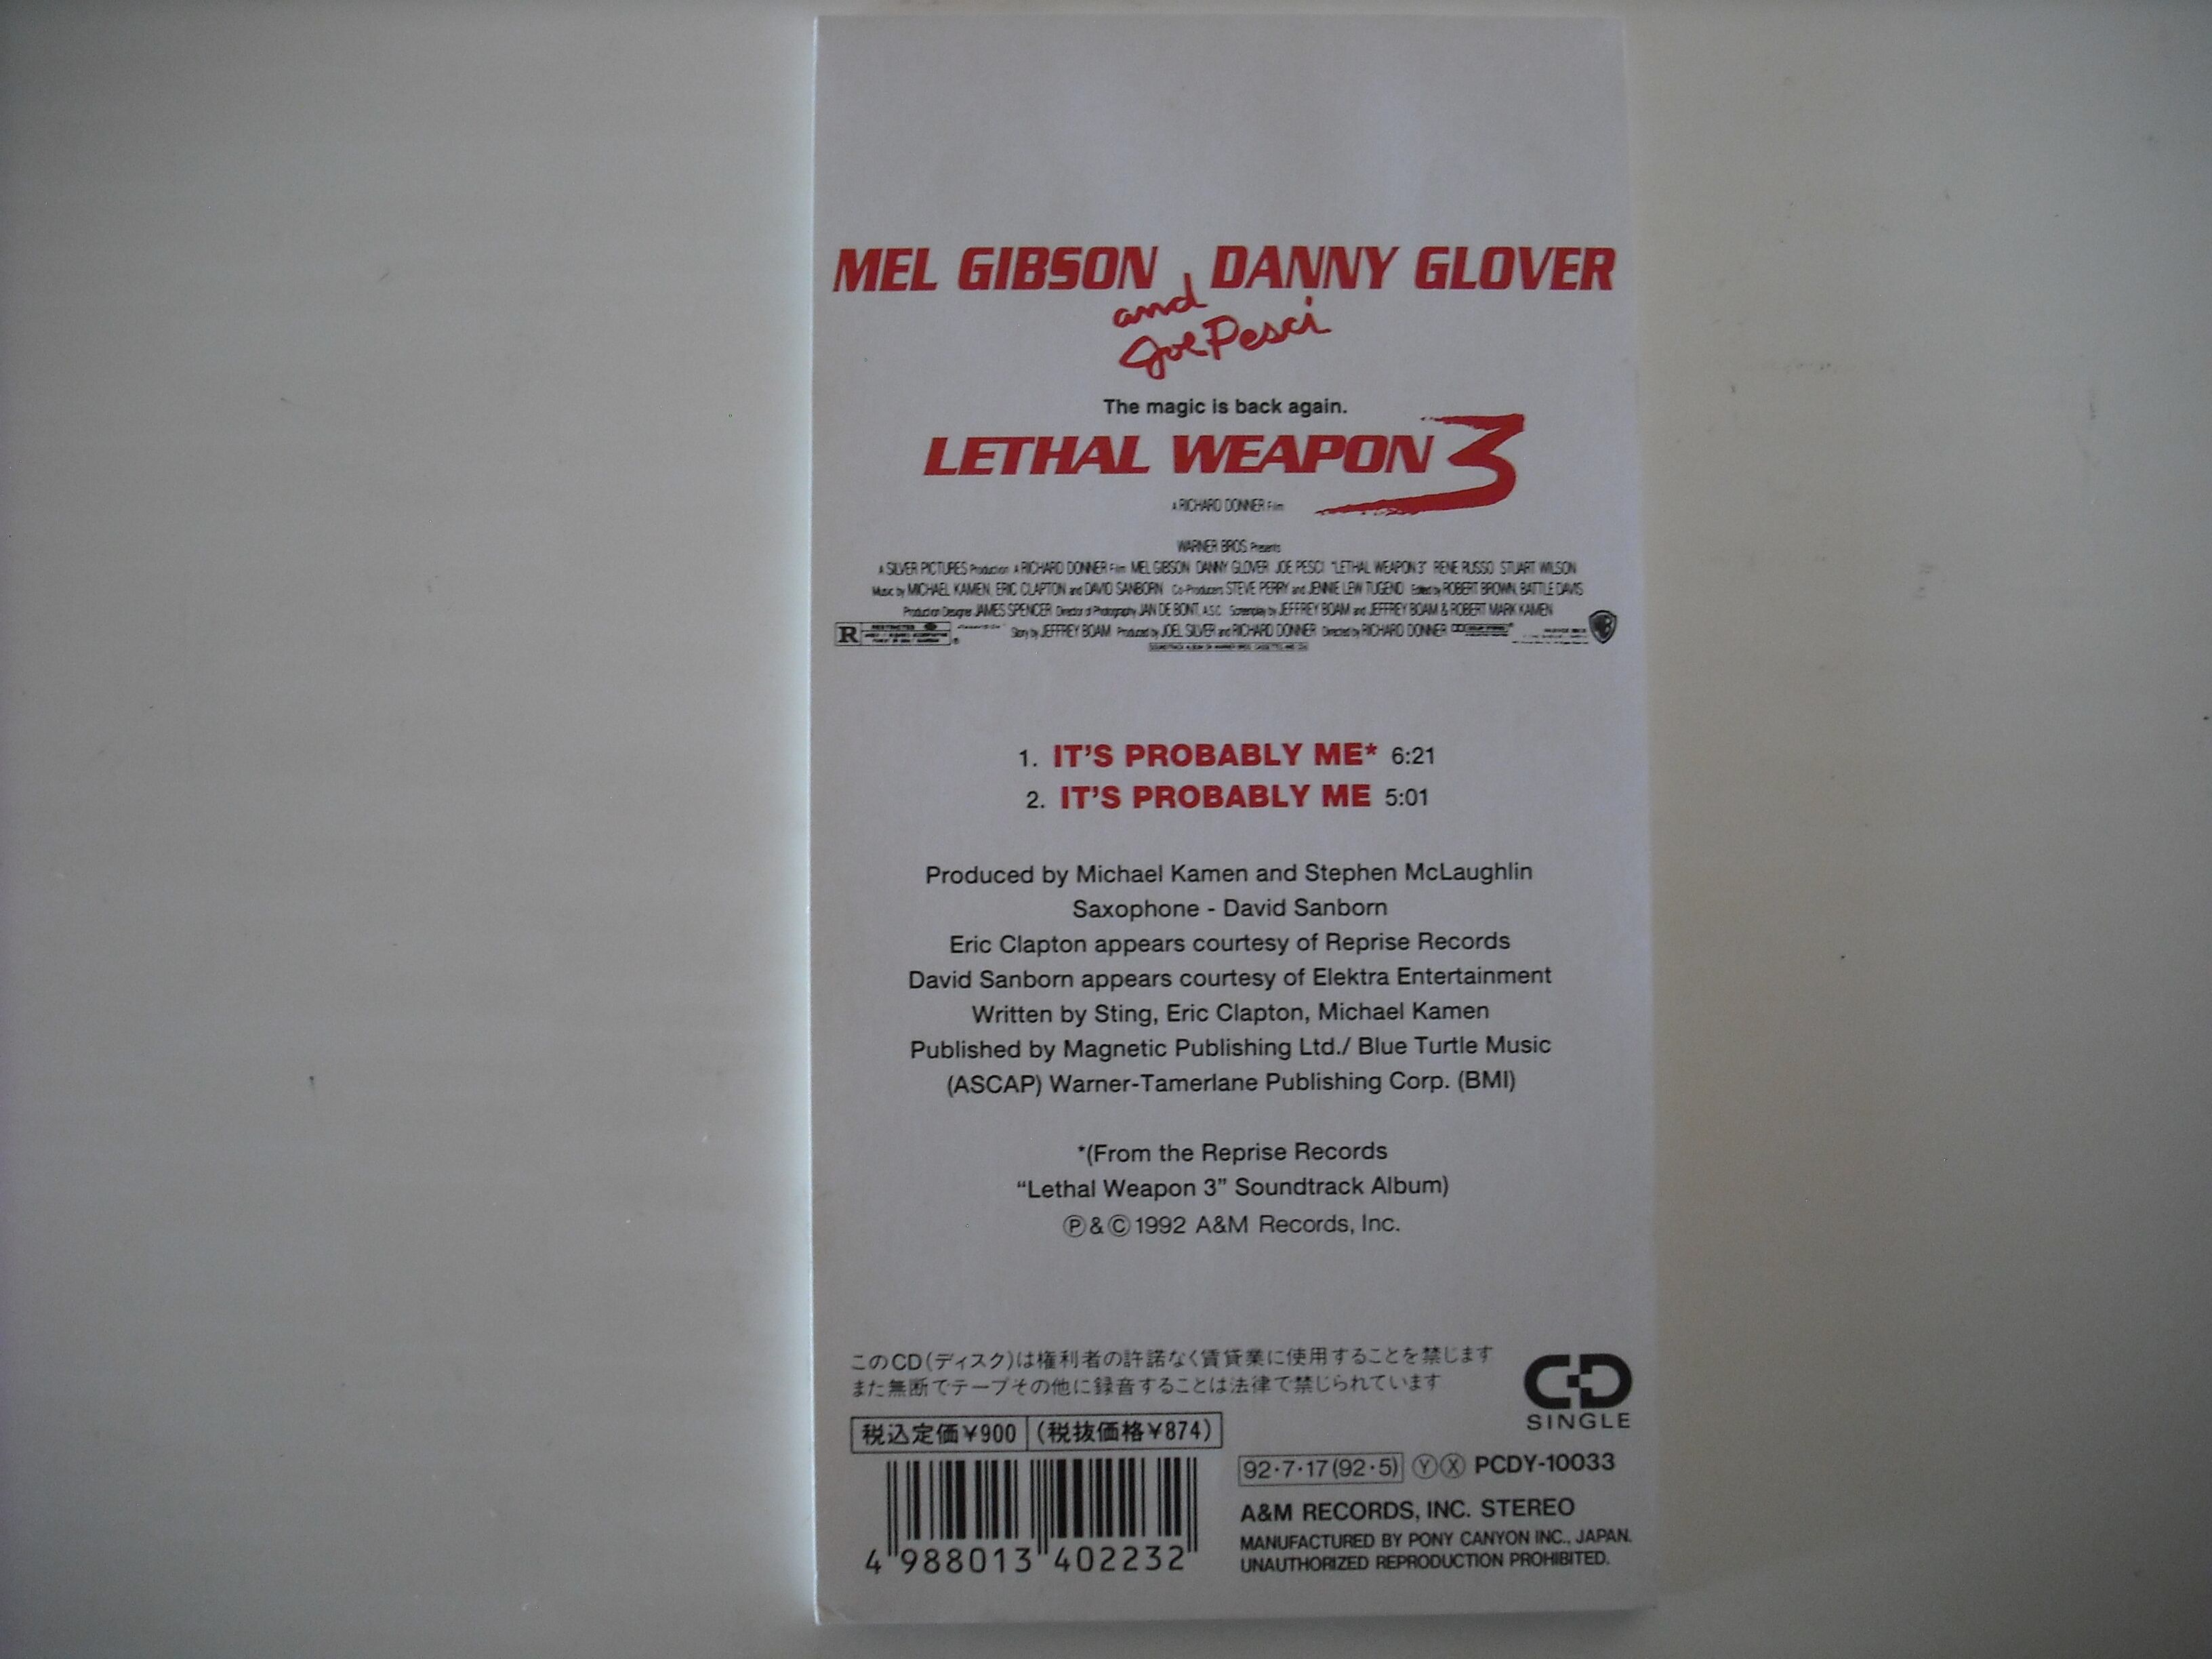 MEL GIBSON DANNY GLOVER
and
Joe Pesci
The magic is back again.
LETHAL WEAPON 3
A RICHARD DONNER Film
WARNER BROS. Presents
A SILVER PICTURES Production A RICHARD DONNER Film MEL GIBSON DANNY GLOVER JOE PESCI "LETHAL WEAPON 3" RENE RUSSO STUART WILSON
Music by MICHAEL KAMEN, ERIC CLAPTON and DAVID SANBORN Co-Producers STEVE PERRY and JENNIE LEW TUGEND Edited by ROBERT BROWN, BATTLE DAVIS
Production Designer JAMES SPENCER Director of Photography JAN DE BONT, A.S.C. Screenplay by JEFFREY BOAM and JEFFREY BOAM & ROBERT MARK KAMEN
R RESTRICTED Story by JEFFREY BOAM Produced by JOEL SILVER and RICHARD DONNER Directed by RICHARD DONNER
SOUNDTRACK ALBUM ON WARNER BROS. CASSETTES AND CDs
1. IT'S PROBABLY ME* 6:21
2. IT'S PROBABLY ME 5:01
Produced by Michael Kamen and Stephen McLaughlin
Saxophone - David Sanborn
Eric Clapton appears courtesy of Reprise Records
David Sanborn appears courtesy of Elektra Entertainment
Written by Sting, Eric Clapton, Michael Kamen
Published by Magnetic Publishing Ltd./ Blue Turtle Music
(ASCAP) Warner-Tamerlane Publishing Corp. (BMI)
*(From the Reprise Records
"Lethal Weapon 3" Soundtrack Album)
Ⓟ&Ⓒ1992 A&M Records, Inc.
このCD(ディスク)は権利者の許諾なく賃貸業に使用することを禁じます
また無断でテープその他に録音することは法律で禁じられています
CD
SINGLE
税込定価¥900 (税抜価格¥874)
92・7・17(92・5) ⓎⓍ PCDY-10033
A&M RECORDS, INC. STEREO
MANUFACTURED BY PONY CANYON INC., JAPAN.
UNAUTHORIZED REPRODUCTION PROHIBITED.
4 988013 402232